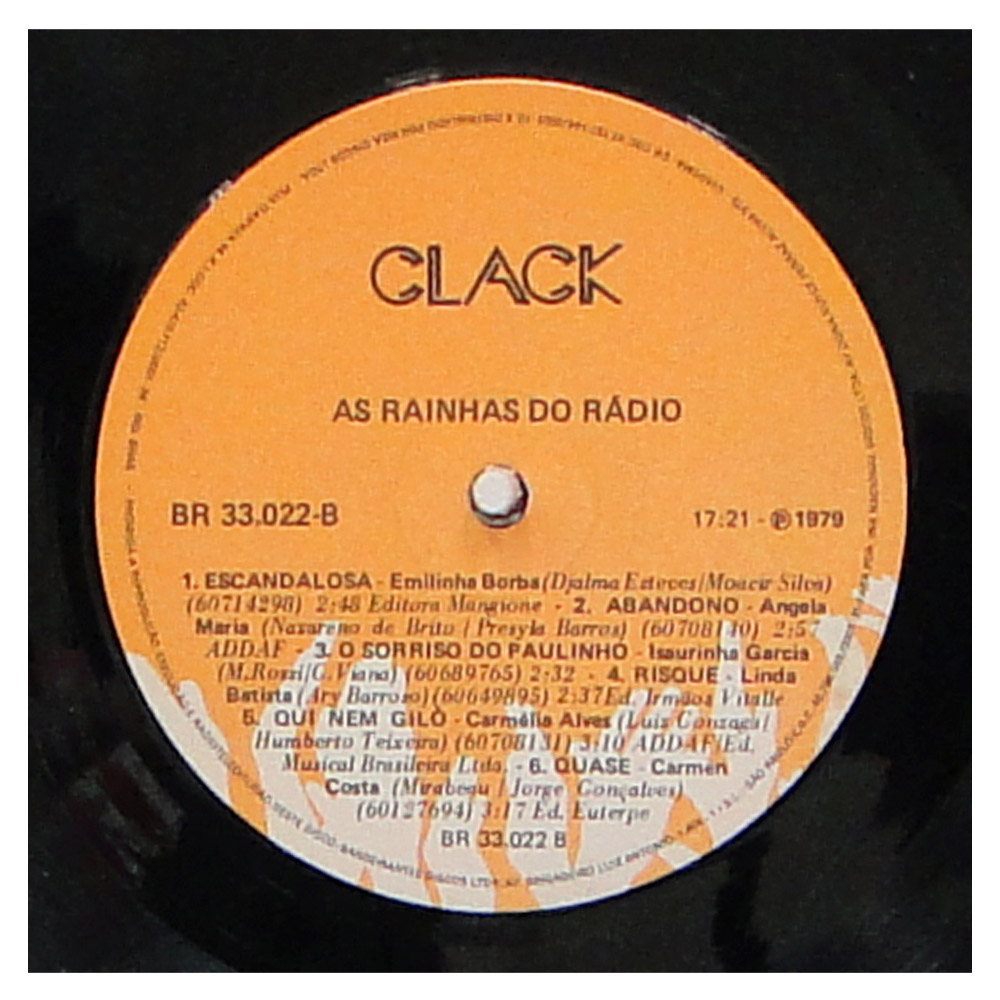 CLACK
AS RAINHAS DO RÁDIO
BR 33.022-B
17:21 - ℗ 1979
1. ESCANDALOSA - Emilinha Borba (Djalma Esteves/Moacir Silva)
(60714298) 2:48 Editora Mangione - 2. ABANDONO - Angela
Maria (Nazareno de Brito / Presyla Barros) (60708140) 2:57
ADDAF - 3. O SORRISO DO PAULINHO - Isaurinha Garcia
(M.Rossi/G. Viana) (60689765) 2:32 - 4. RISQUE - Linda
Batista (Ary Barroso) (60649895) 2:37 Ed. Irmãos Vitalle
5. QUI NEM GILÒ - Carmélia Alves (Luiz Gonzaga/
Humberto Teixeira) (60708131) 3:10 ADDAF/Ed.
Musical Brasileira Ltda. - 6. QUASE - Carmen
Costa (Mirabeau / Jorge Gonçalves)
(60127694) 3:17 Ed. Euterpe
BR 33.022 B